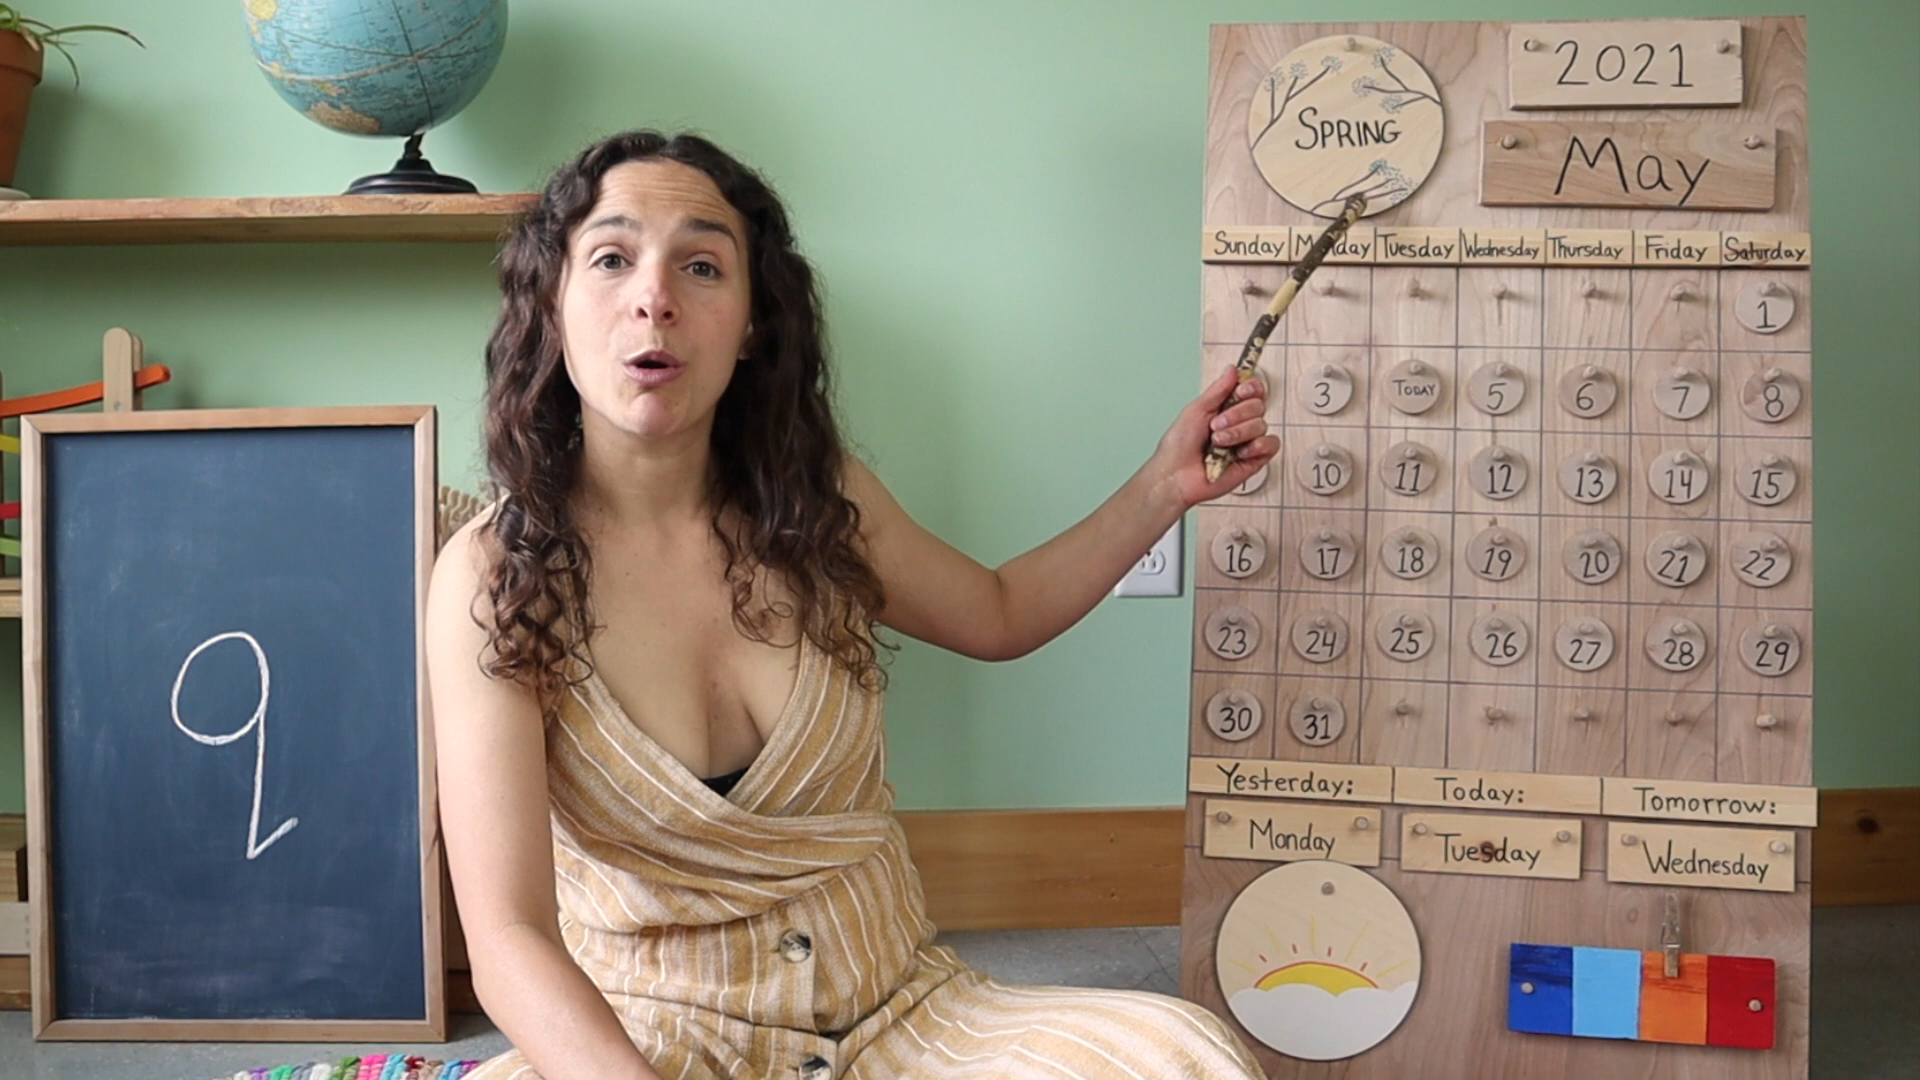 q
2021
SPRING
May
Sunday Monday Tuesday Wednesday Thursday Friday Saturday
1
3 TODAY 5 6 7 8
10 11 12 13 14 15
16 17 18 19 20 21 22
23 24 25 26 27 28 29
30 31
Yesterday: Today: Tomorrow:
Monday Tuesday Wednesday